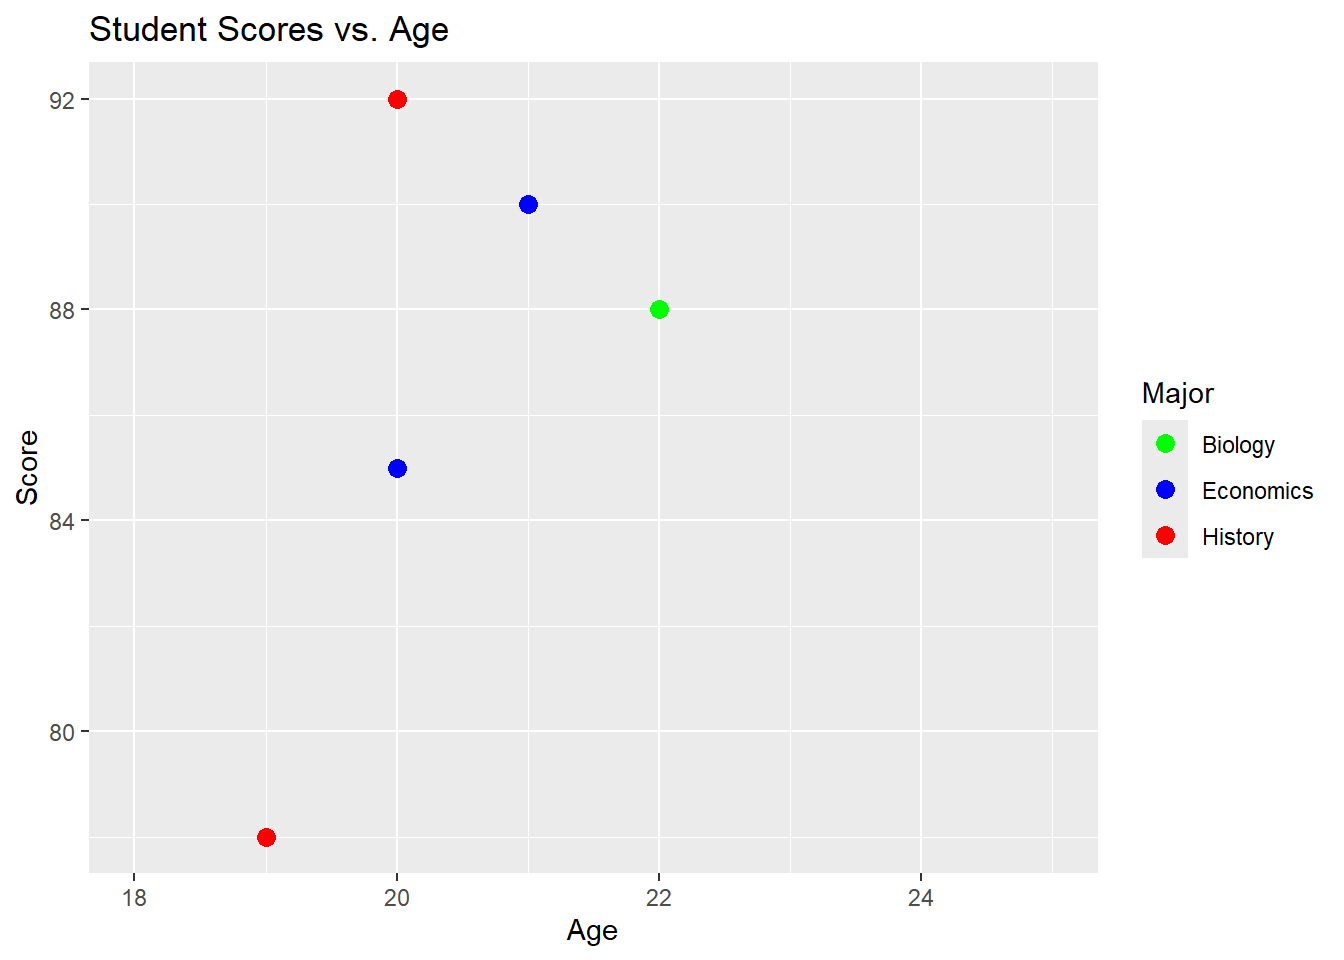 Student Scores vs. Age
92
88
84
80
Score
18 20 22 24
Age
Major
Biology
Economics
History